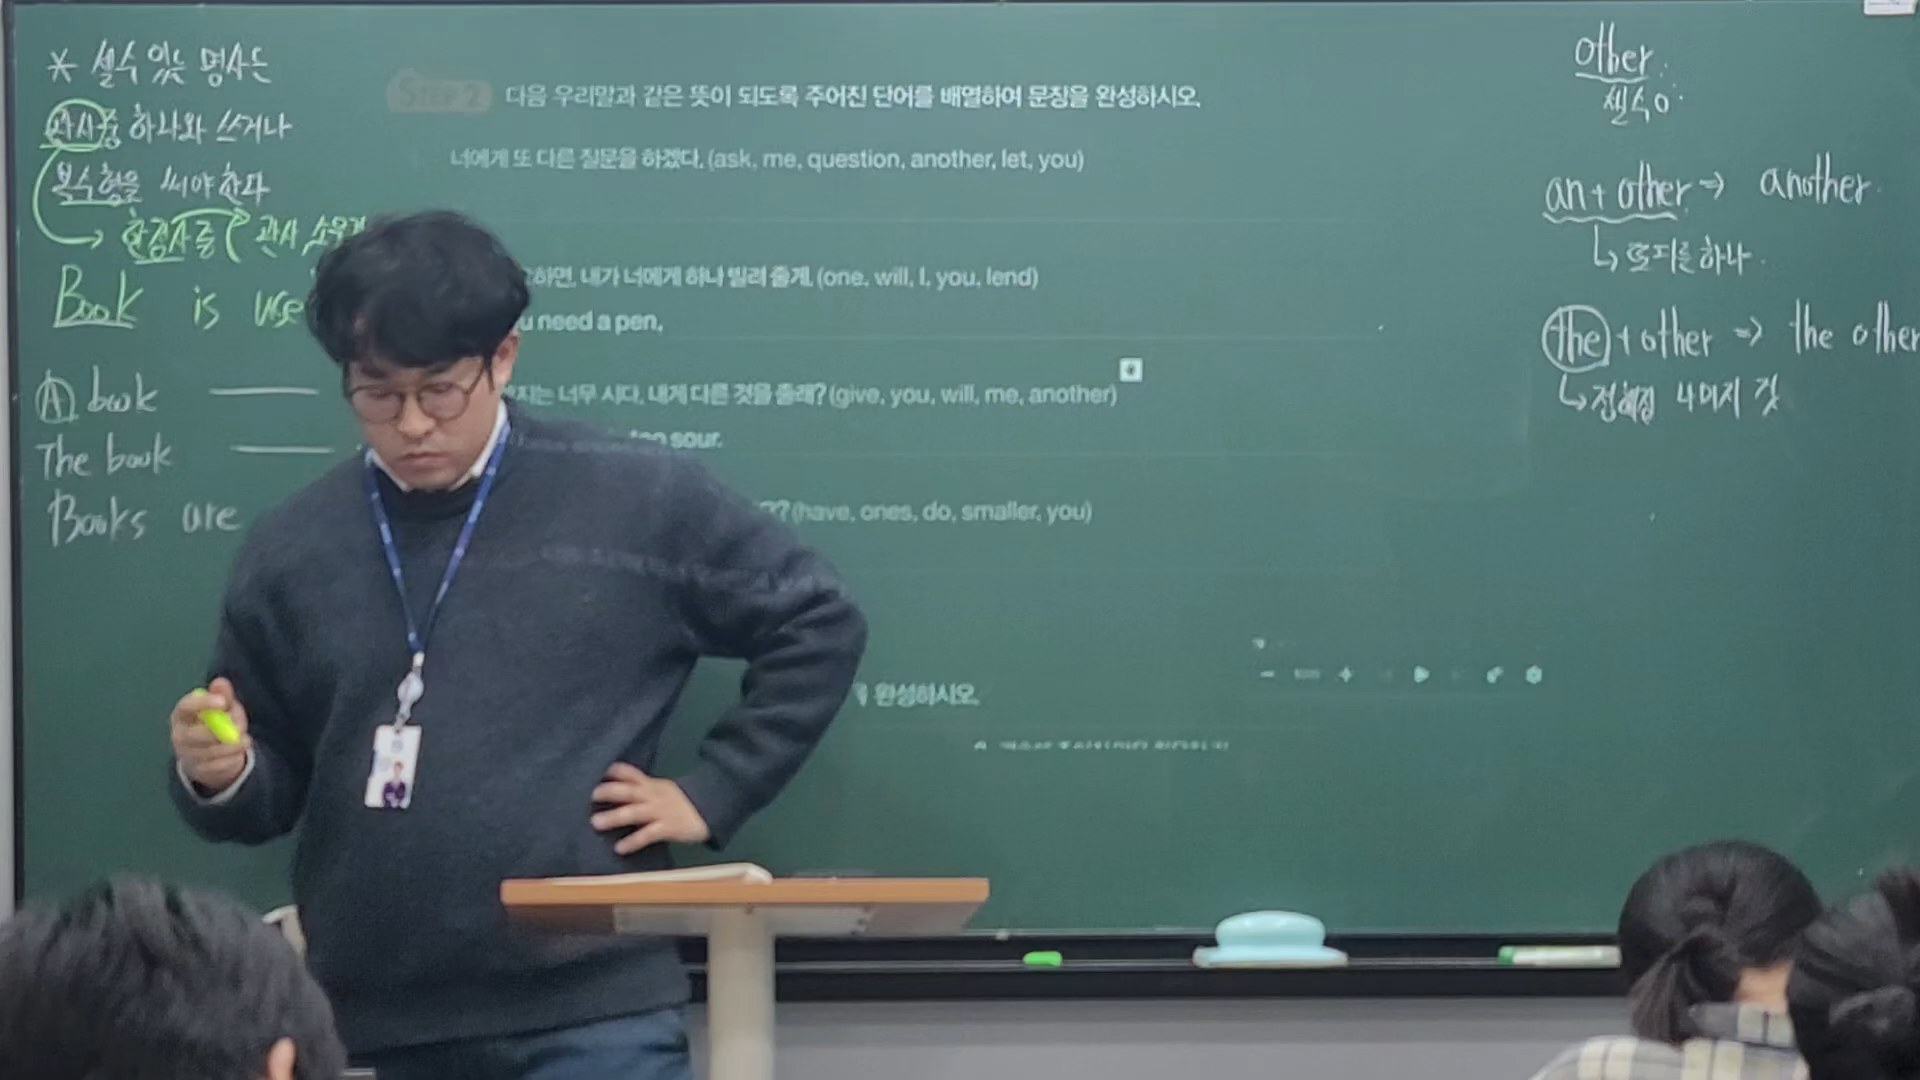 * 셀수 있는 명사는
관사중 하나와 쓰거나
복수형을 써야한다
한정사중 ( 관사, 소유격
Book is use
A book
The book
Books are
STEP 2 다음 우리말과 같은 뜻이 되도록 주어진 단어를 배열하여 문장을 완성하시오.
너에게 또 다른 질문을 하겠다. (ask, me, question, another, let, you)
하면, 내가 너에게 하나 빌려 줄게. (one, will, I, you, lend)
u need a pen,
지는 너무 시다. 내게 다른 것을 줄래? (give, you, will, me, another)
too sour.
? (have, ones, do, smaller, you)
완성하시오.
other
셀수 o
an + other => another
또다른 하나
the + other => the other
정해진 나머지 것